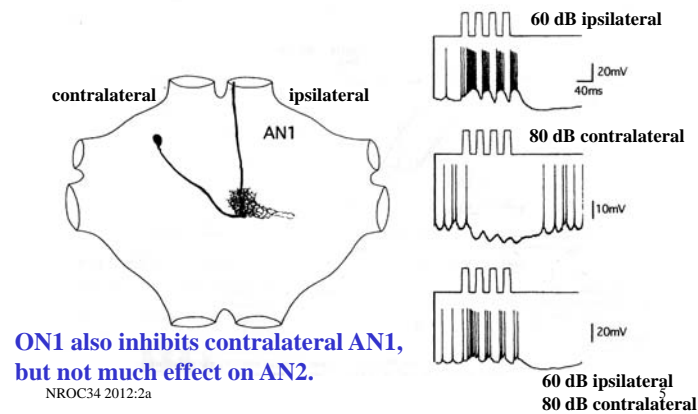 60 dB ipsilateral
contralateral
ipsilateral
20mV
40ms
AN1
80 dB contralateral
10mV
20mV
ON1 also inhibits contralateral AN1,
but not much effect on AN2.
NROC34 2012:2a
60 dB ipsilateral
5
80 dB contralateral